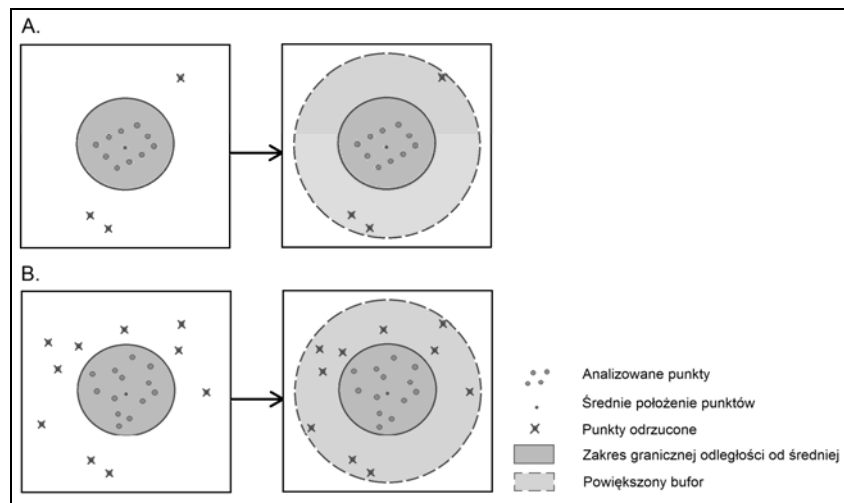 A.
B.
Analizowane punkty
Średnie położenie punktów
Punkty odrzucone
Zakres granicznej odległości od średniej
Powiększony bufor